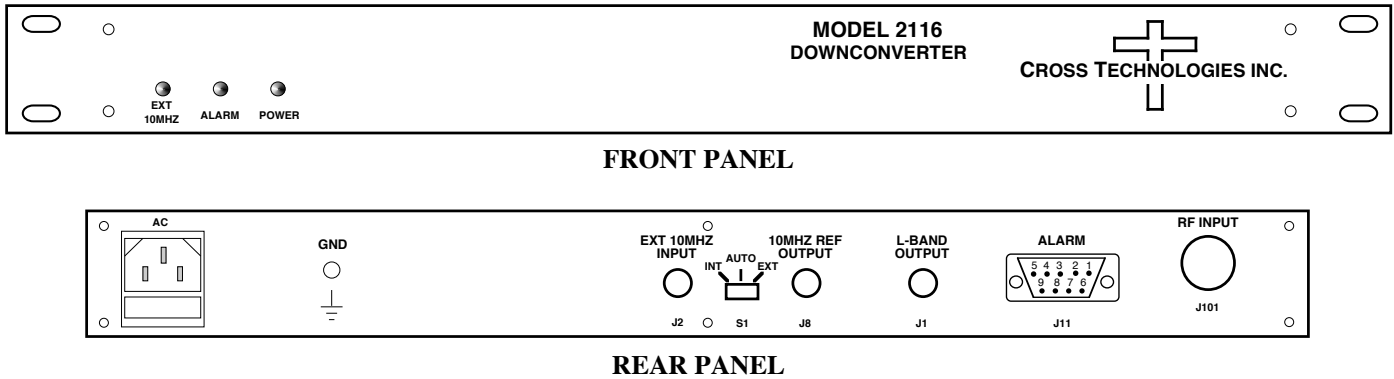 MODEL 2116
DOWNCONVERTER
CROSS TECHNOLOGIES INC.
EXT
10MHZ
ALARM
POWER
FRONT PANEL
AC
GND
EXT 10MHZ
INPUT
INT
AUTO
EXT
10MHZ REF
OUTPUT
L-BAND
OUTPUT
ALARM
5 4 3 2 1
9 8 7 6
RF INPUT
J2
S1
J8
J1
J11
J101
REAR PANEL